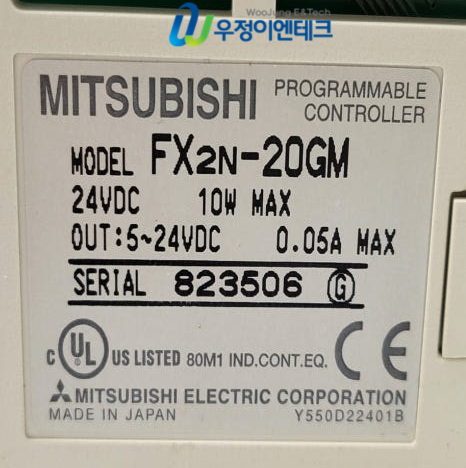 WooJung E&Tech
우정이엔테크
MITSUBISHI PROGRAMMABLE CONTROLLER
MODEL FX2N-20GM
24VDC 10W MAX
OUT:5~24VDC 0.05A MAX
SERIAL 823506 G
C UL US LISTED 80M1 IND.CONT.EQ. CE
MITSUBISHI ELECTRIC CORPORATION
MADE IN JAPAN Y550D22401B